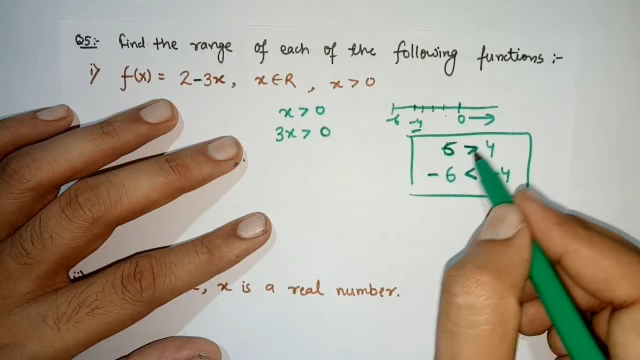 Q5:- Find the range of each of the following functions:-
i) f(x) = 2-3x, x∈R, x>0
x>0
3x>0
-6 -4 0 →
6 > 4
-6 < -4
x is a real number.